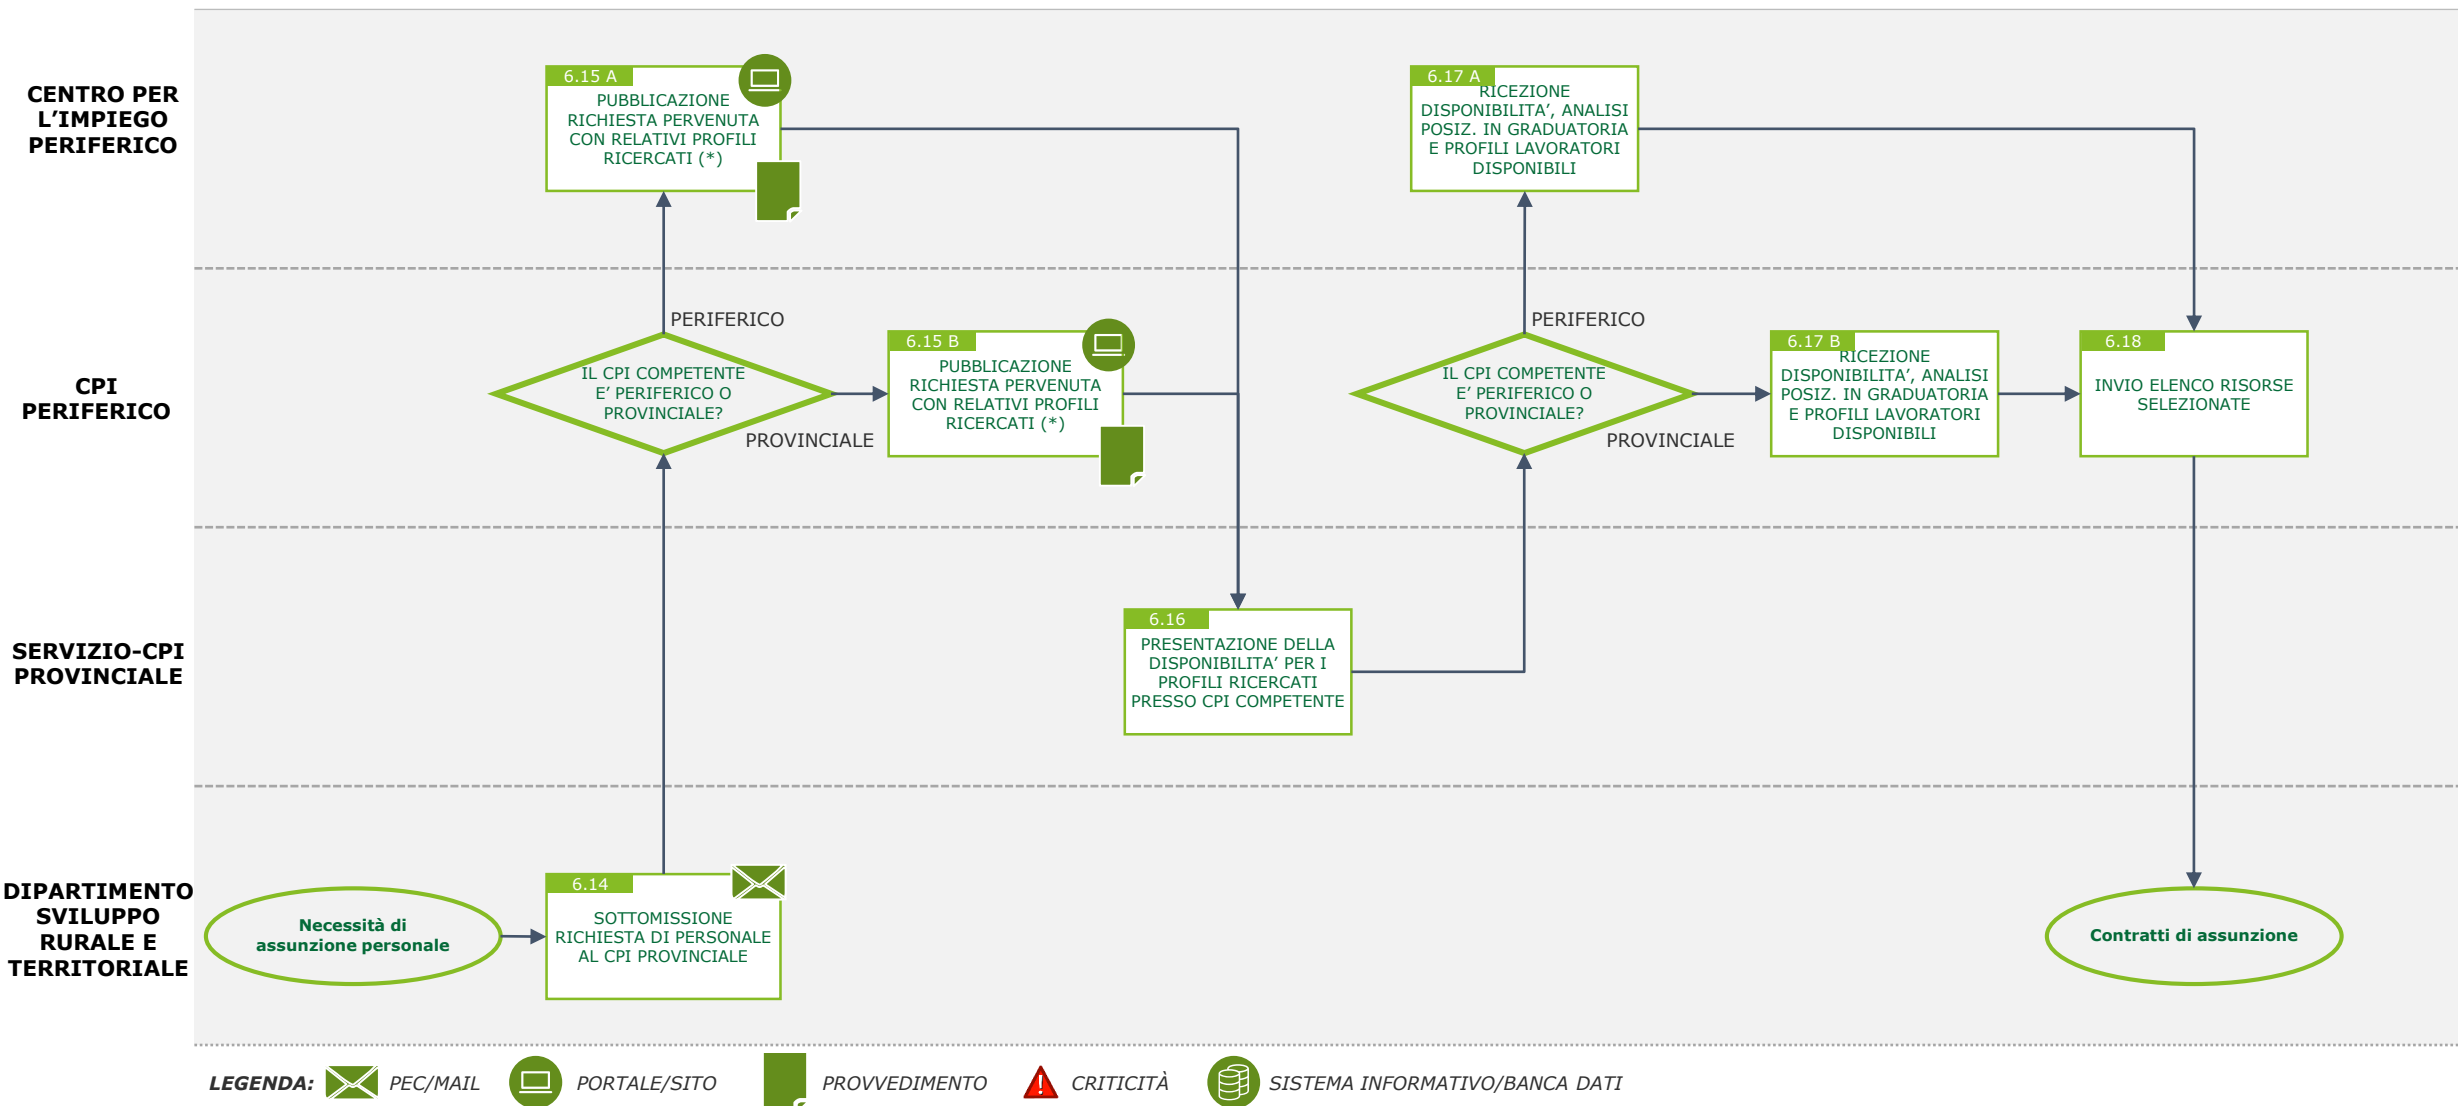 CENTRO PER
L'IMPIEGO
PERIFERICO
6.15 A
PUBBLICAZIONE
RICHIESTA PERVENUTA
CON RELATIVI PROFILI
RICERCATI (*)
6.17 A
RICEZIONE
DISPONIBILITA’, ANALISI
POSIZ. IN GRADUATORIA
E PROFILI LAVORATORI
DISPONIBILI
CPI
PERIFERICO
PERIFERICO
IL CPI COMPETENTE
E’ PERIFERICO O
PROVINCIALE?
PROVINCIALE
6.15 B
PUBBLICAZIONE
RICHIESTA PERVENUTA
CON RELATIVI PROFILI
RICERCATI (*)
PERIFERICO
IL CPI COMPETENTE
E’ PERIFERICO O
PROVINCIALE?
PROVINCIALE
6.17 B
RICEZIONE
DISPONIBILITA’, ANALISI
POSIZ. IN GRADUATORIA
E PROFILI LAVORATORI
DISPONIBILI
6.18
INVIO ELENCO RISORSE
SELEZIONATE
SERVIZIO-CPI
PROVINCIALE
6.16
PRESENTAZIONE DELLA
DISPONIBILITA’ PER I
PROFILI RICERCATI
PRESSO CPI COMPETENTE
DIPARTIMENTO
SVILUPPO
RURALE E
TERRITORIALE
Necessità di
assunzione personale
6.14
SOTTOMISSIONE
RICHIESTA DI PERSONALE
AL CPI PROVINCIALE
Contratti di assunzione
LEGENDA: PEC/MAIL PORTALE/SITO PROVVEDIMENTO CRITICITÀ SISTEMA INFORMATIVO/BANCA DATI